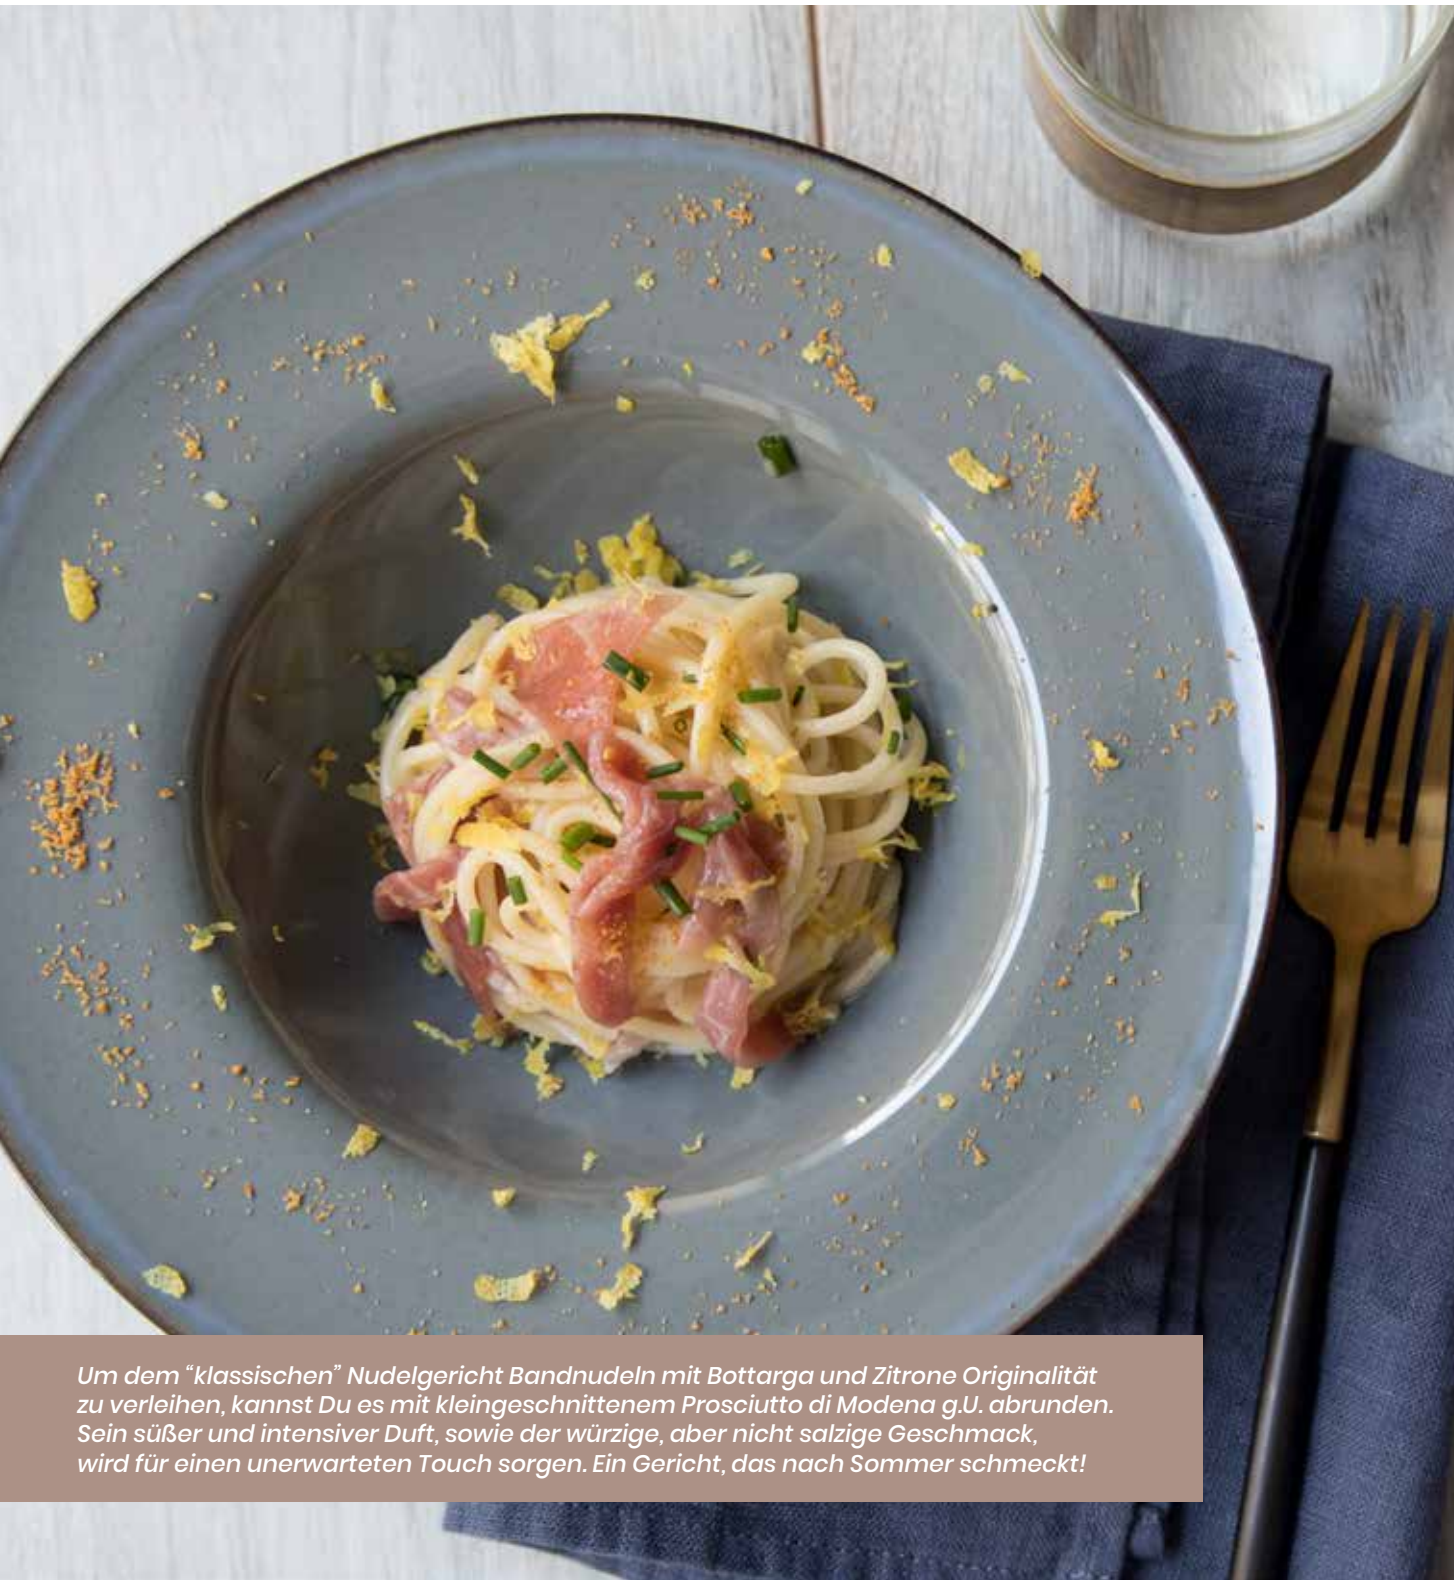 Um dem “klassischen” Nudelgericht Bandnudeln mit Bottarga und Zitrone Originalität
zu verleihen, kannst Du es mit kleingeschnittenem Prosciutto di Modena g.U. abrunden.
Sein süßer und intensiver Duft, sowie der würzige, aber nicht salzige Geschmack,
wird für einen unerwarteten Touch sorgen. Ein Gericht, das nach Sommer schmeckt!